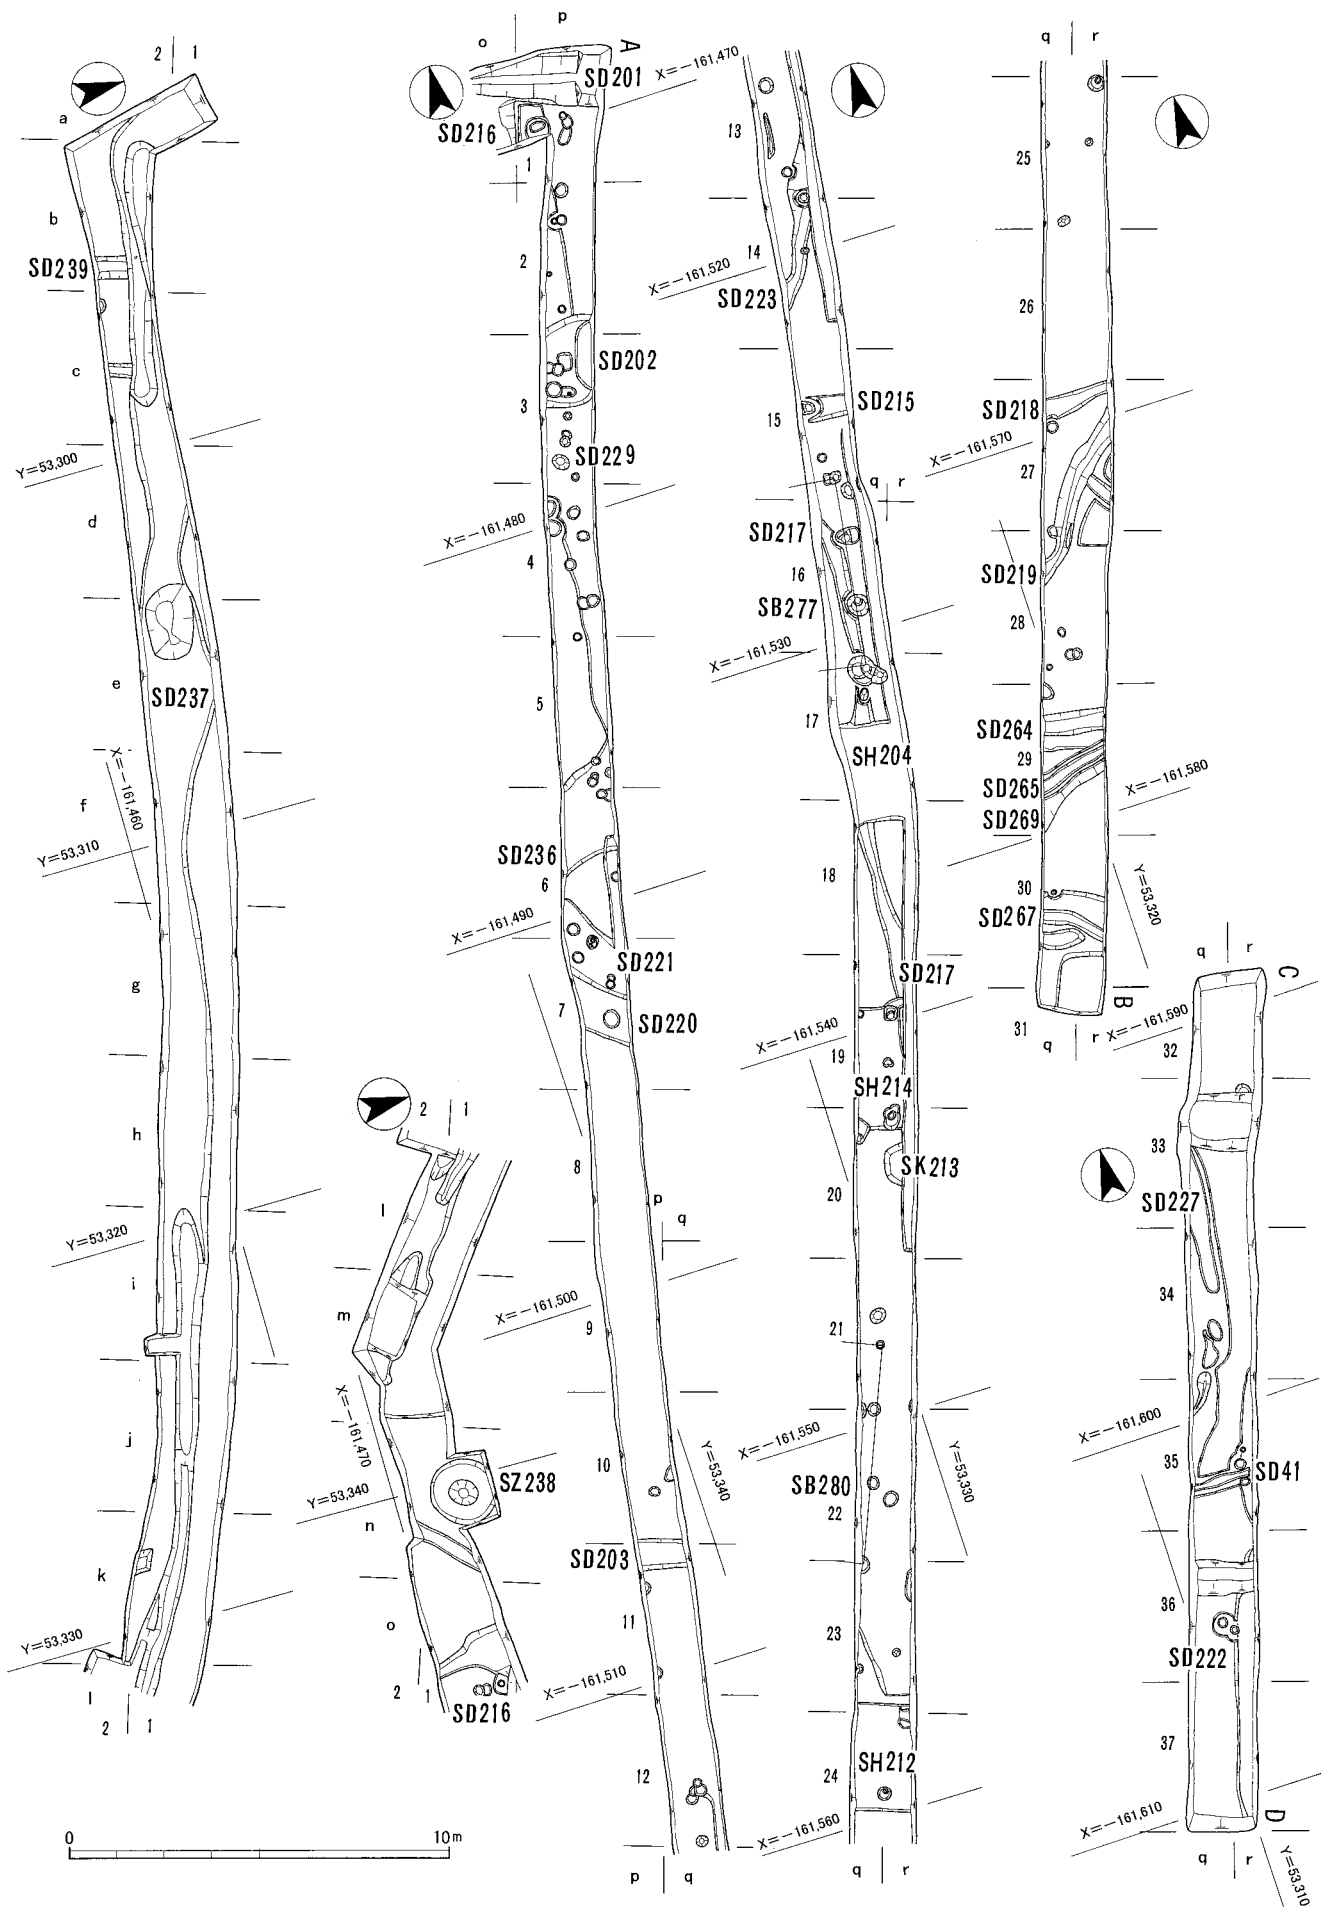 2 1
a
b
SD239
c
Y=53,300
d
e
SD237
X=-161,460
f
Y=53,310
g
h
Y=53,320
i
j
k
Y=53,330
l
2 1
0 10m
o p
A
SD201
X=-161,470
SD216
1
2
SD202
3
SD229
X=-161,480
4
5
SD236
6
X=-161,490
SD221
7
SD220
8
p q
X=-161,500
9
10
Y=53,340
SD203
11
X=-161,510
12
p q
2 1
l
m
X=-161,470
SZ238
Y=53,340
n
o
2 1
SD216
13
14
X=-161,520
SD223
SD215
15
q r
SD217
16
SB277
X=-161,530
17
SH204
18
SD217
X=-161,540
19
SH214
SK213
20
21
X=-161,550
Y=53,330
SB280
22
23
SH212
24
X=-161,560
q r
q r
25
26
SD218
X=-161,570
27
SD219
28
SD264
29
SD265
X=-161,580
SD269
30
Y=53,320
SD267
B
31
q r
q r
C
X=-161,590
32
33
SD227
34
X=-161,600
35
SD41
36
SD222
37
D
X=-161,610
q r
Y=53,310